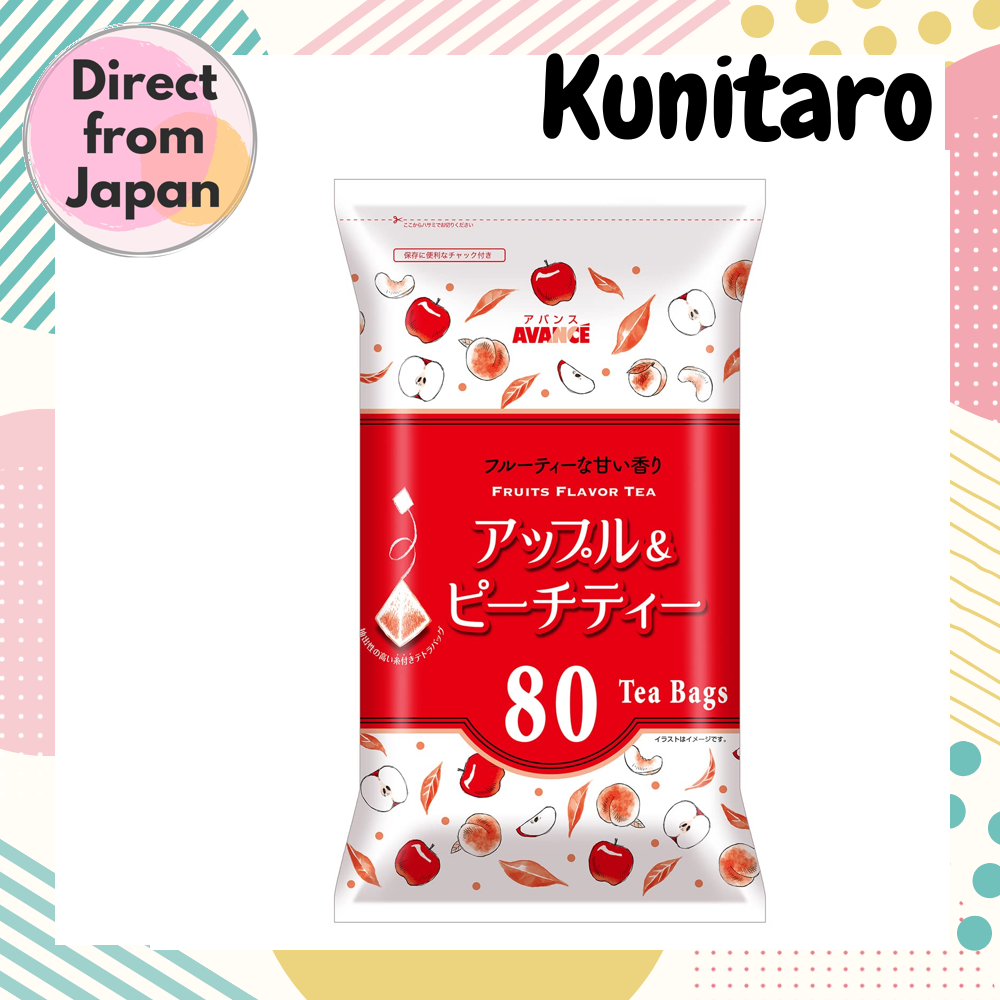 Direct
from
Japan
Kunitaro
ここからハサミでお切りください
保存に便利なチャック付き
アバンス
AVANCÉ
フルーティーな甘い香り
FRUITS FLAVOR TEA
アップル&
ピーチティー
抽出性の高い糸付きテトラバッグ
80 Tea Bags
イラストはイメージです。